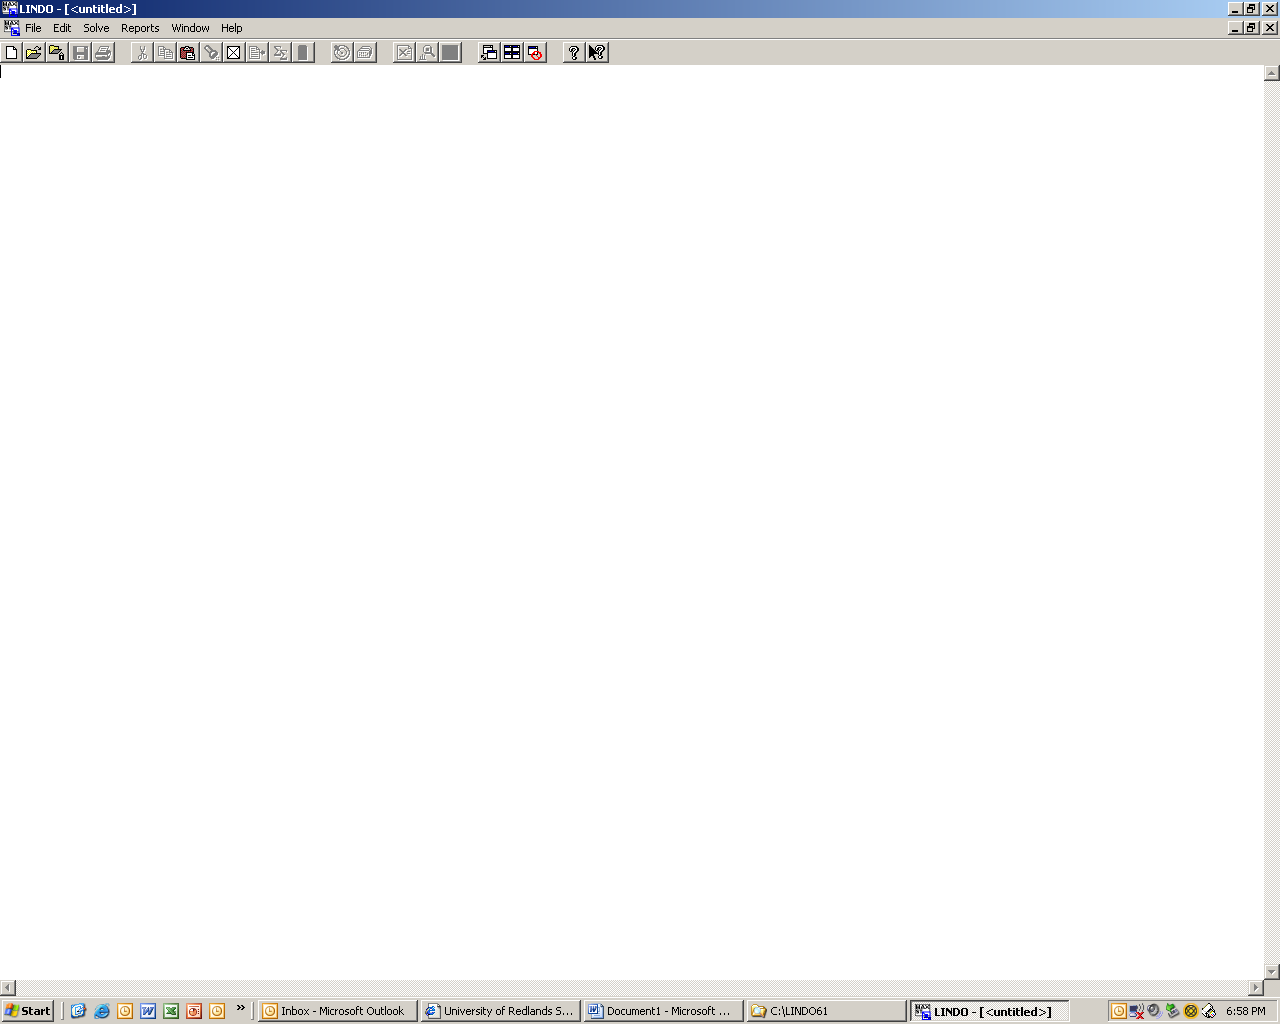 LINDO - [<untitled>]
File Edit Solve Reports Window Help
Start Inbox - Microsoft Outlook University of Redlands S... Document1 - Microsoft ... C:\LINDO61 LINDO - [<untitled>] 6:58 PM